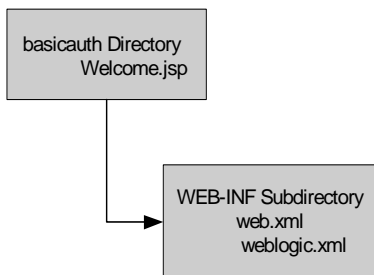 basicauth Directory
Welcome.jsp
WEB-INF Subdirectory
web.xml
weblogic.xml